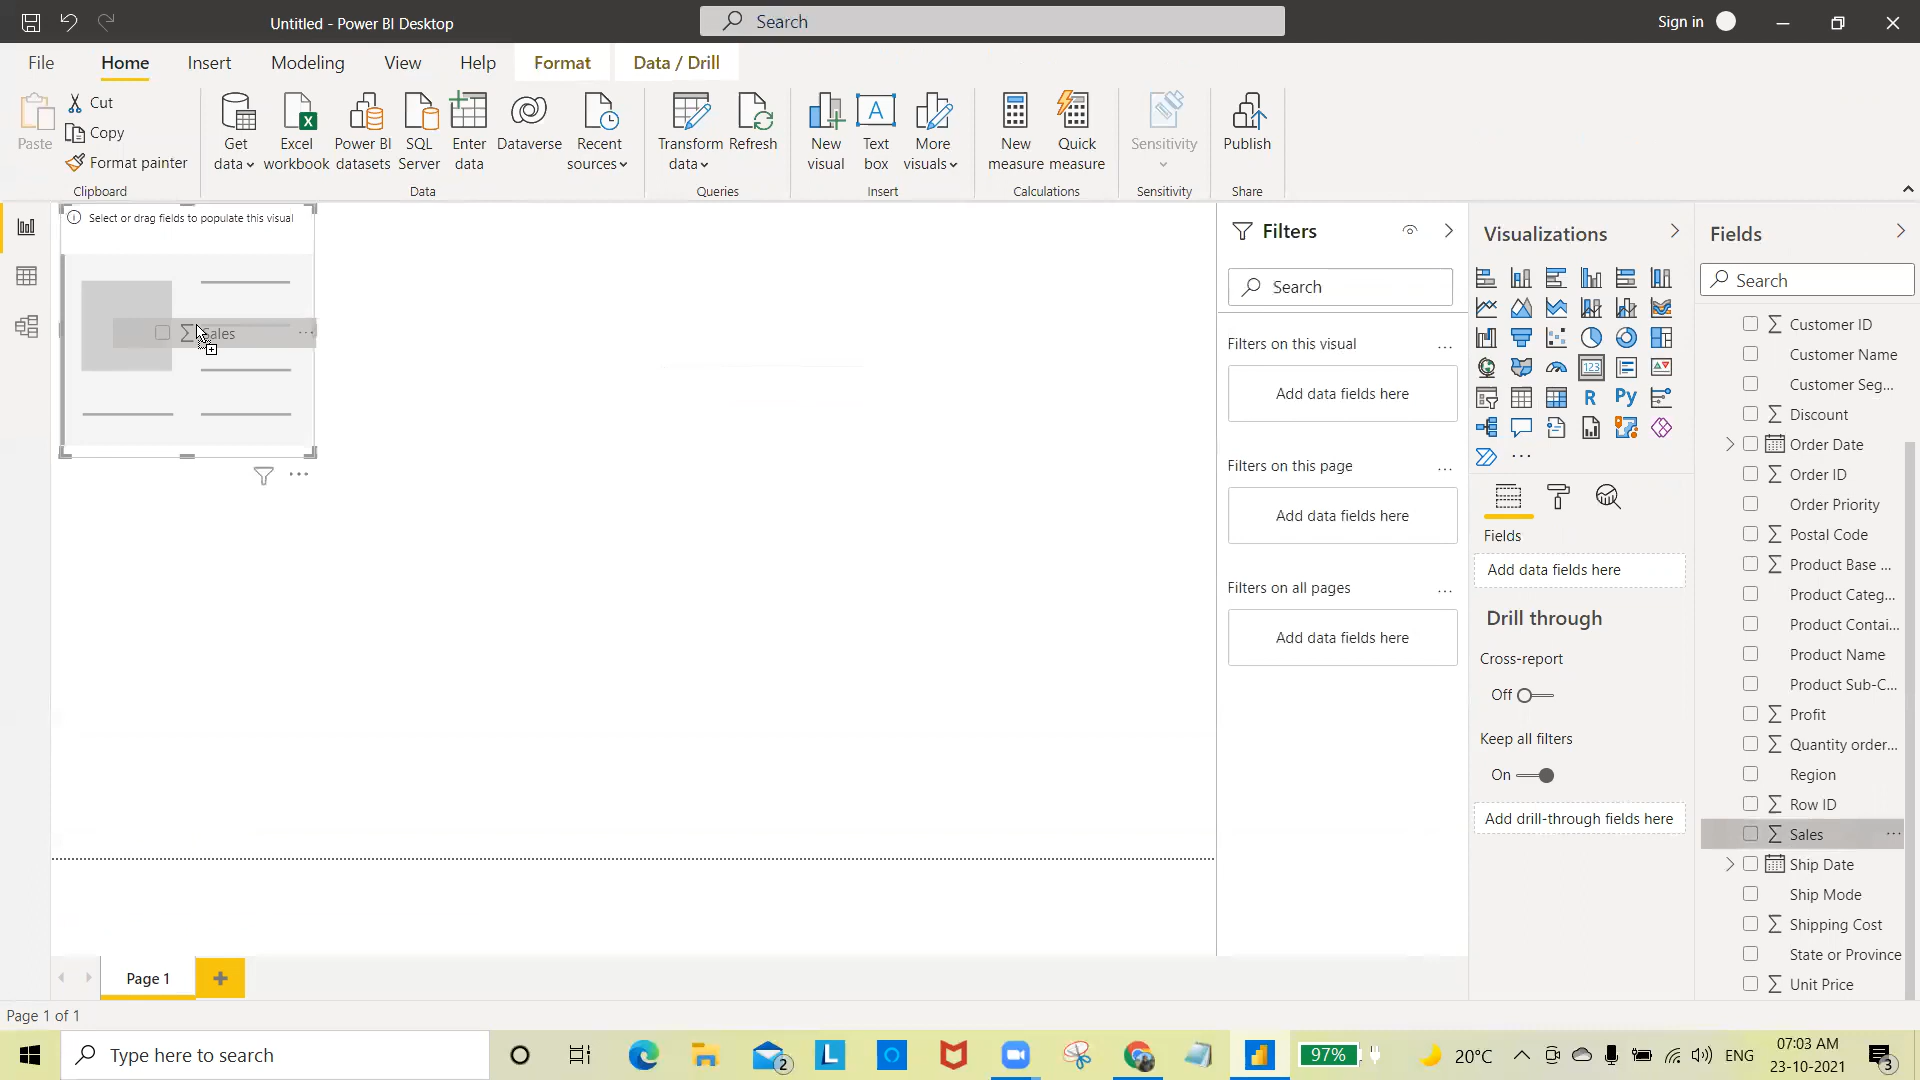 Untitled - Power BI Desktop
Search
Sign in
File
Home
Insert
Modeling
View
Help
Format
Data / Drill
Paste
Cut
Copy
Format painter
Clipboard
Get data
Excel workbook
Power BI datasets
SQL Server
Enter data
Dataverse
Recent sources
Data
Transform data
Refresh
Queries
New visual
Text box
More visuals
Insert
New measure
Quick measure
Calculations
Sensitivity
Sensitivity
Publish
Share
Select or drag fields to populate this visual
Sales
Filters
Search
Filters on this visual
Add data fields here
Filters on this page
Add data fields here
Filters on all pages
Add data fields here
Visualizations
123
R
Py
Fields
Add data fields here
Drill through
Cross-report
Off
Keep all filters
On
Add drill-through fields here
Fields
Search
Customer ID
Customer Name
Customer Seg...
Discount
Order Date
Order ID
Order Priority
Postal Code
Product Base ...
Product Categ...
Product Contai...
Product Name
Product Sub-C...
Profit
Quantity order...
Region
Row ID
Sales
Ship Date
Ship Mode
Shipping Cost
State or Province
Unit Price
Page 1
Page 1 of 1
Type here to search
2
L
97%
20°C
ENG
07:03 AM
23-10-2021
3